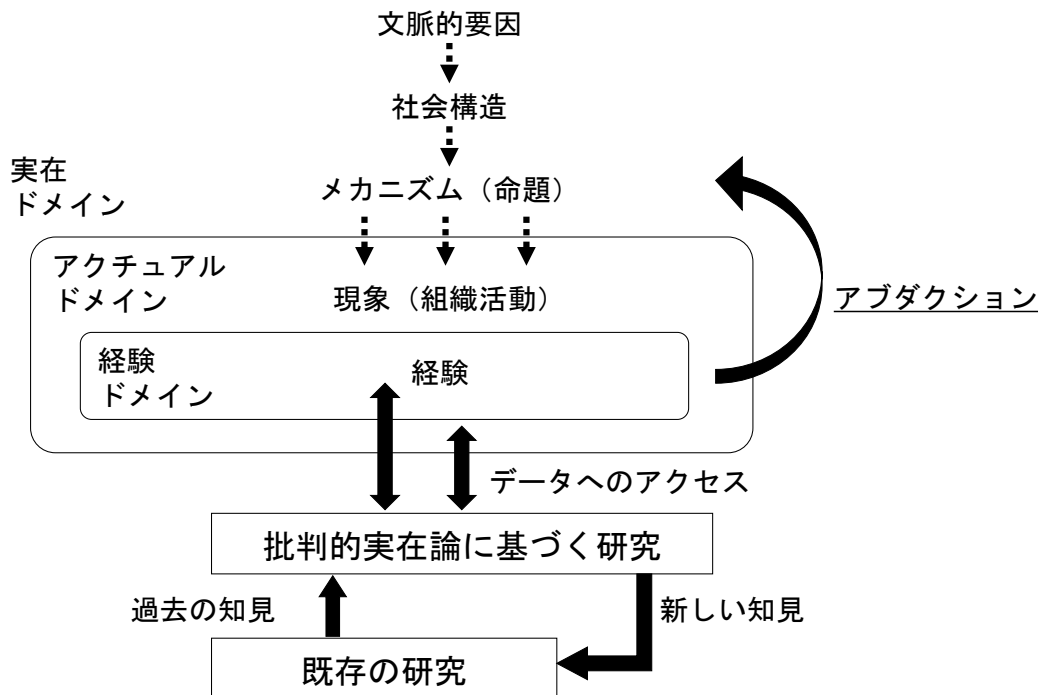 文脈的要因
社会構造
実在
ドメイン
メカニズム（命題）
アクチュアル
ドメイン
現象（組織活動）
アブダクション
経験
ドメイン
経験
データへのアクセス
批判的実在論に基づく研究
過去の知見
新しい知見
既存の研究